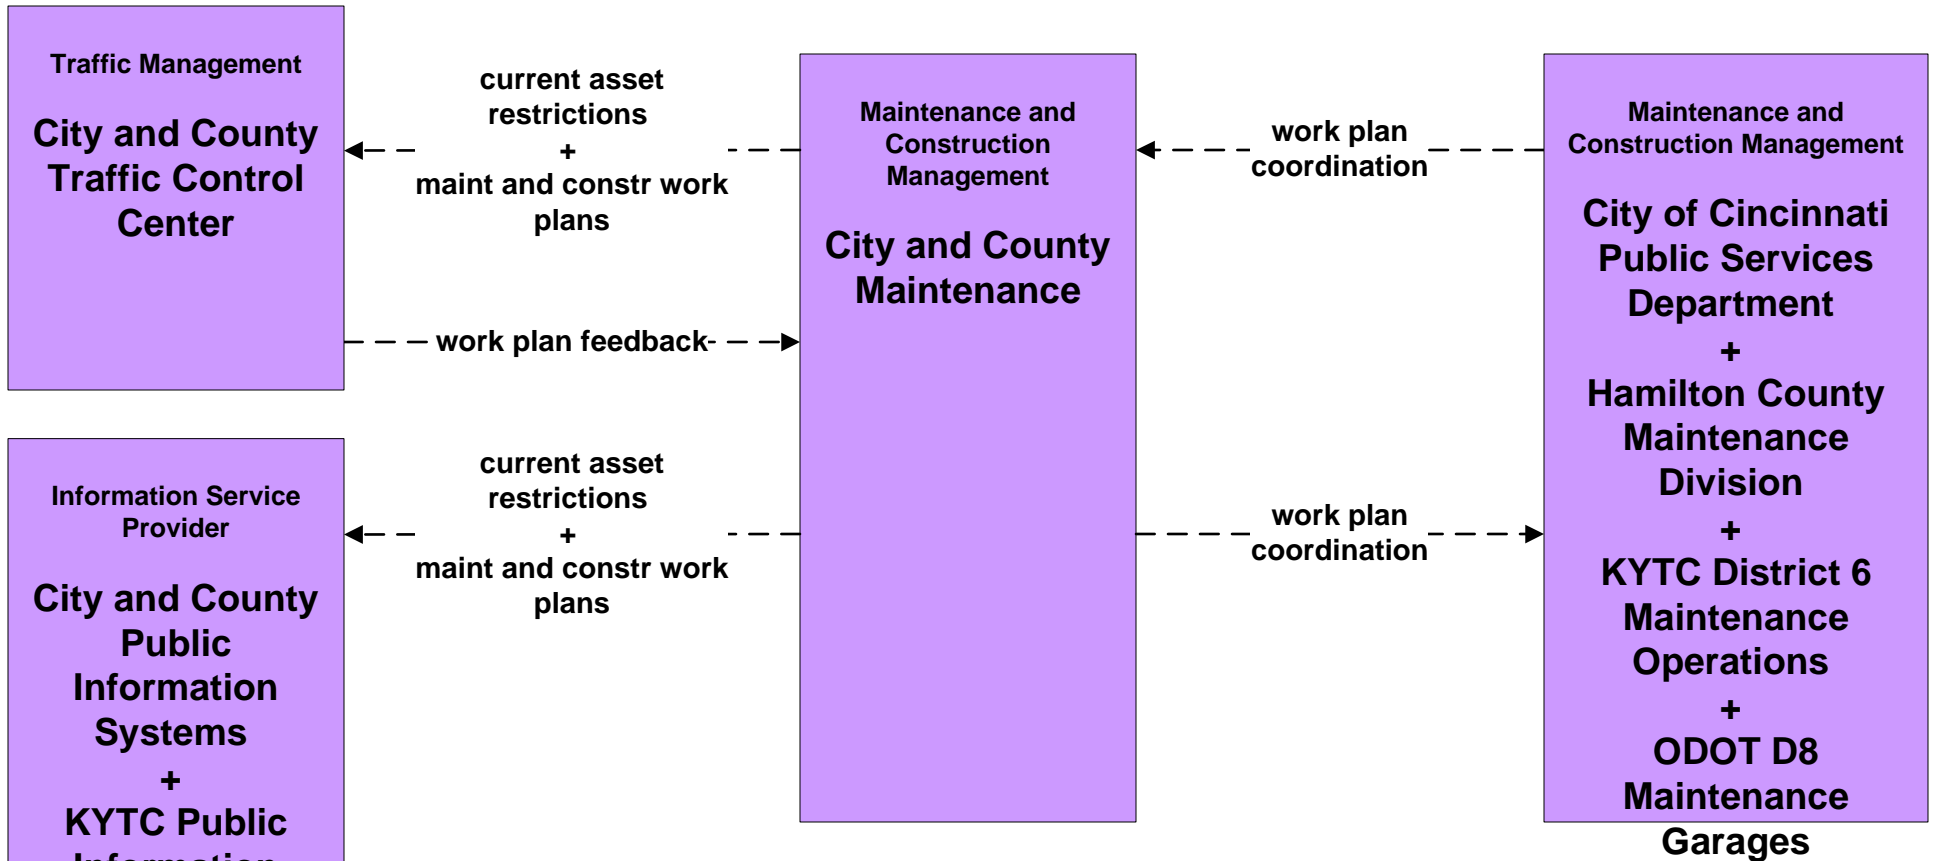 Traffic Management
City and County
Traffic Control
Center
current asset
restrictions
+
maint and constr work
plans
work plan feedback
Maintenance and
Construction
Management
City and County
Maintenance
work plan
coordination
work plan
coordination
Maintenance and
Construction Management
City of Cincinnati
Public Services
Department
+
Hamilton County
Maintenance
Division
+
KYTC District 6
Maintenance
Operations
+
ODOT D8
Maintenance
Garages
Information Service
Provider
City and County
Public
Information
Systems
+
KYTC Public
Information
current asset
restrictions
+
maint and constr work
plans